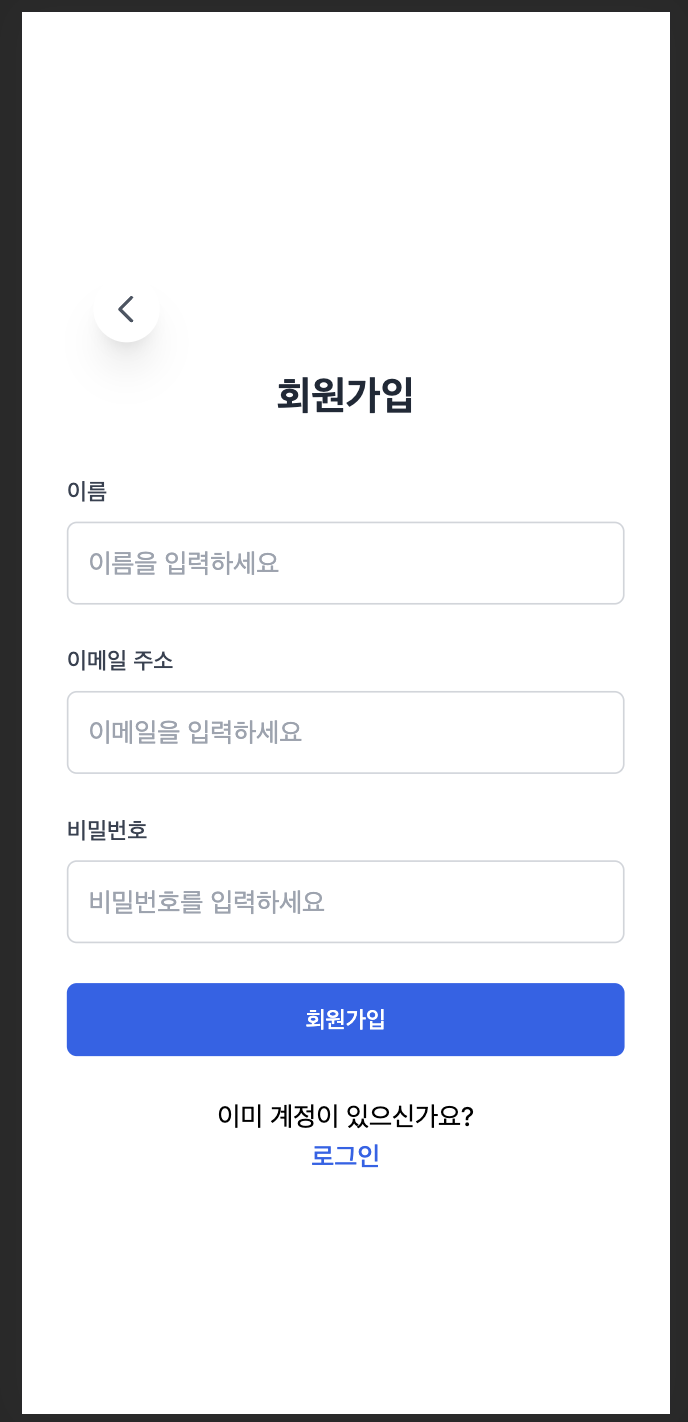 회원가입
이름
이름을 입력하세요
이메일 주소
이메일을 입력하세요
비밀번호
비밀번호를 입력하세요
회원가입
이미 계정이 있으신가요?
로그인